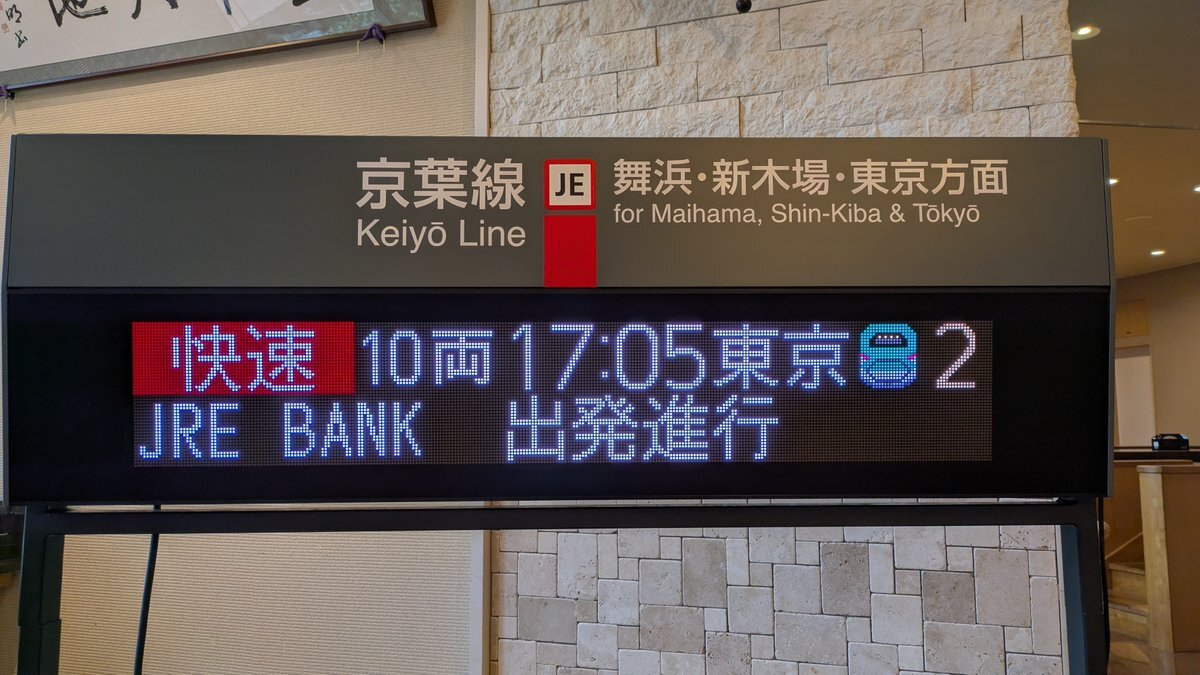 京葉線 JE 舞浜・新木場・東京方面
Keiyō Line for Maihama, Shin-Kiba & Tōkyō
快速 10両 17:05 東京 2
JRE BANK 出発進行